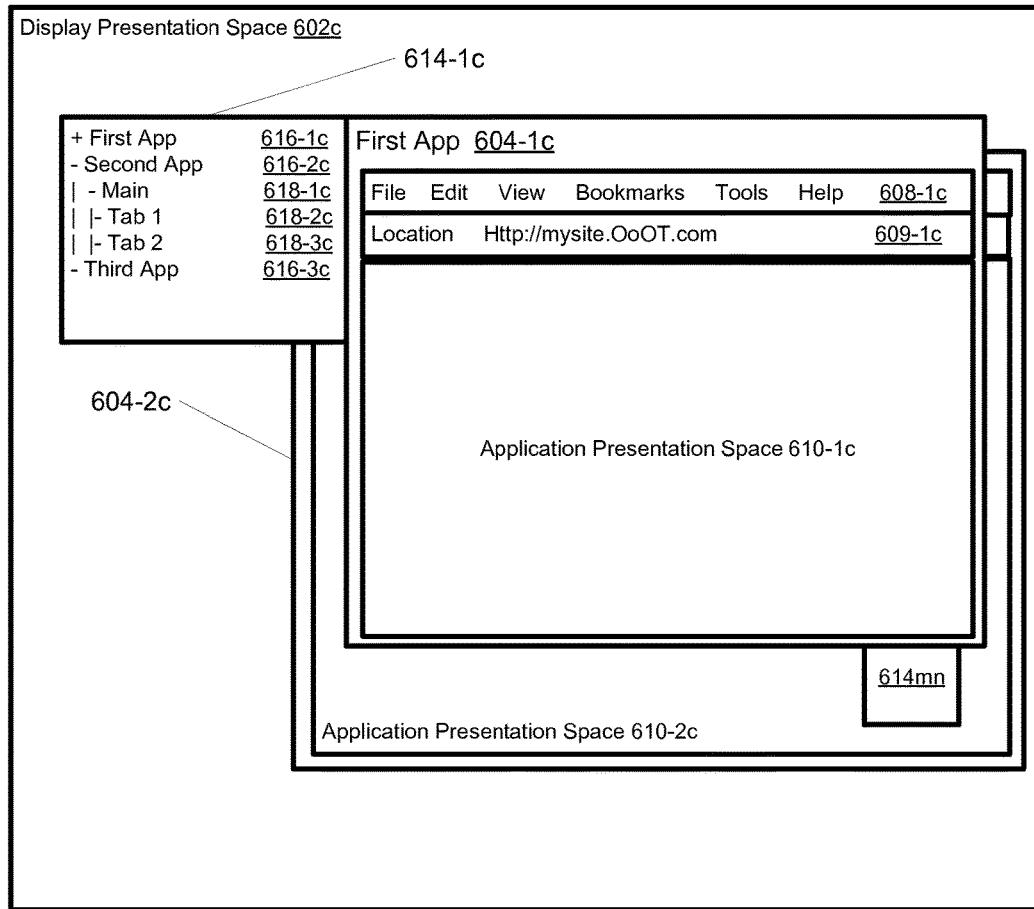 Display Presentation Space 602c
614-1c
+ First App 616-1c
- Second App 616-2c
| - Main 618-1c
| |- Tab 1 618-2c
| |- Tab 2 618-3c
- Third App 616-3c
First App 604-1c
File Edit View Bookmarks Tools Help 608-1c
Location Http://mysite.OoOT.com 609-1c
604-2c
Application Presentation Space 610-1c
614mn
Application Presentation Space 610-2c